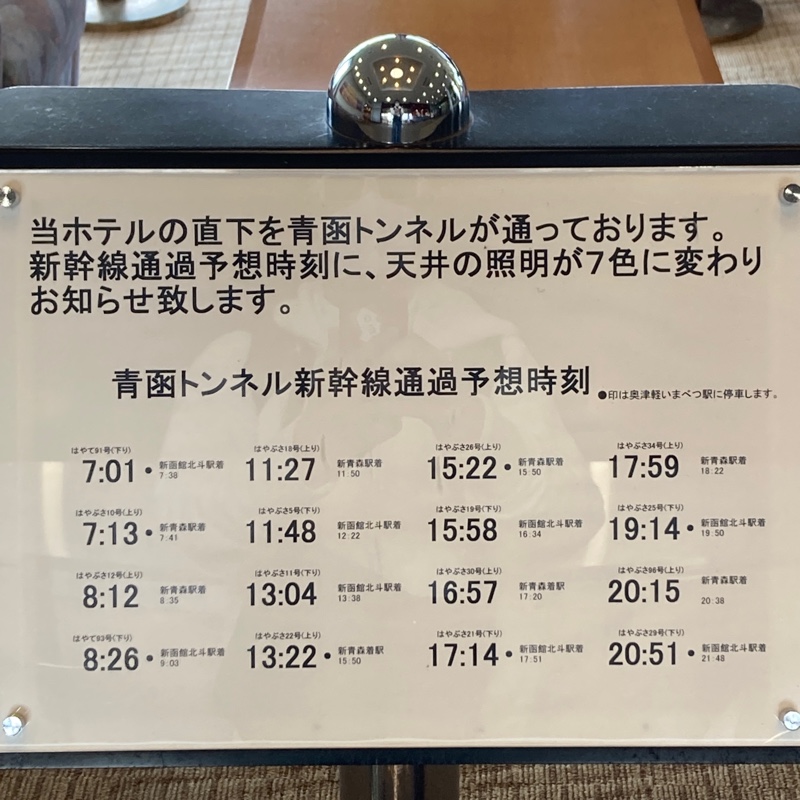 当ホテルの直下を青函トンネルが通っております。
新幹線通過予想時刻に、天井の照明が7色に変わり
お知らせ致します。
青函トンネル新幹線通過予想時刻 ●印は奥津軽いまべつ駅に停車します。
はやて91号(下り) はやぶさ18号(上り) はやぶさ26号(上り) はやぶさ34号(上り)
7:01 ● 新函館北斗駅着 11:27 新青森駅着 15:22 ● 新青森駅着 17:59 新青森駅着
7:38 11:50 15:50 18:22
はやぶさ10号(上り) はやぶさ5号(下り) はやぶさ19号(下り) はやぶさ25号(下り)
7:13 ● 新青森駅着 11:48 新函館北斗駅着 15:58 新函館北斗駅着 19:14 ● 新函館北斗駅着
7:41 12:22 16:34 19:50
はやぶさ12号(上り) はやぶさ11号(下り) はやぶさ30号(上り) はやぶさ96号(上り)
8:12 新青森駅着 13:04 新函館北斗駅着 16:57 新青森着駅 20:15 新青森駅着
8:35 13:38 17:20 20:38
はやて93号(下り) はやぶさ22号(上り) はやぶさ21号(下り) はやぶさ29号(下り)
8:26 ● 新函館北斗駅着 13:22 ● 新青森着駅 17:14 ● 新函館北斗駅着 20:51 ● 新函館北斗駅着
9:03 15:50 17:51 21:48